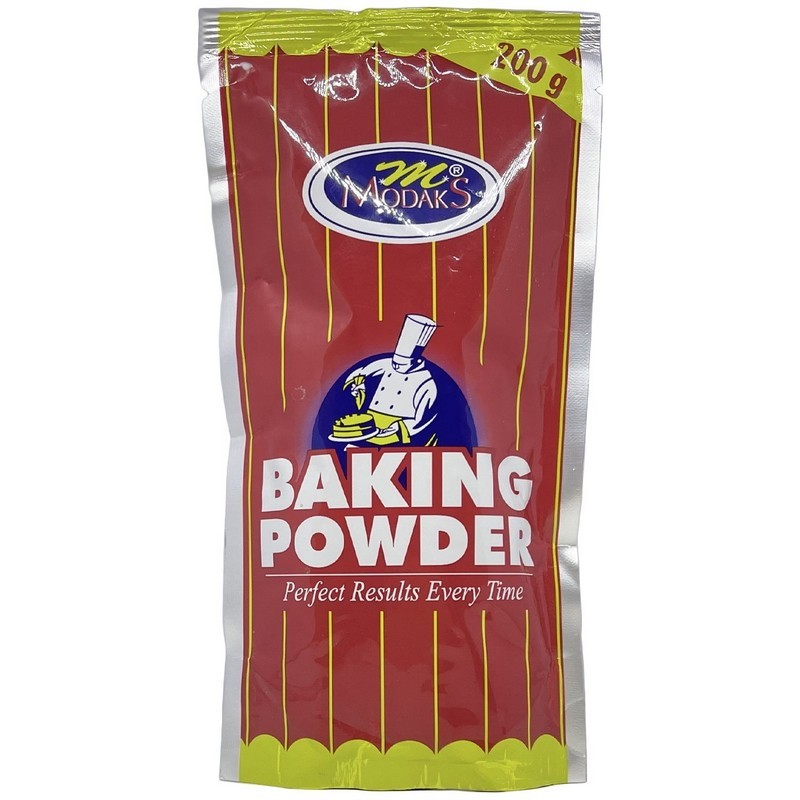 200 g
m®
MODAKS
BAKING
POWDER
Perfect Results Every Time